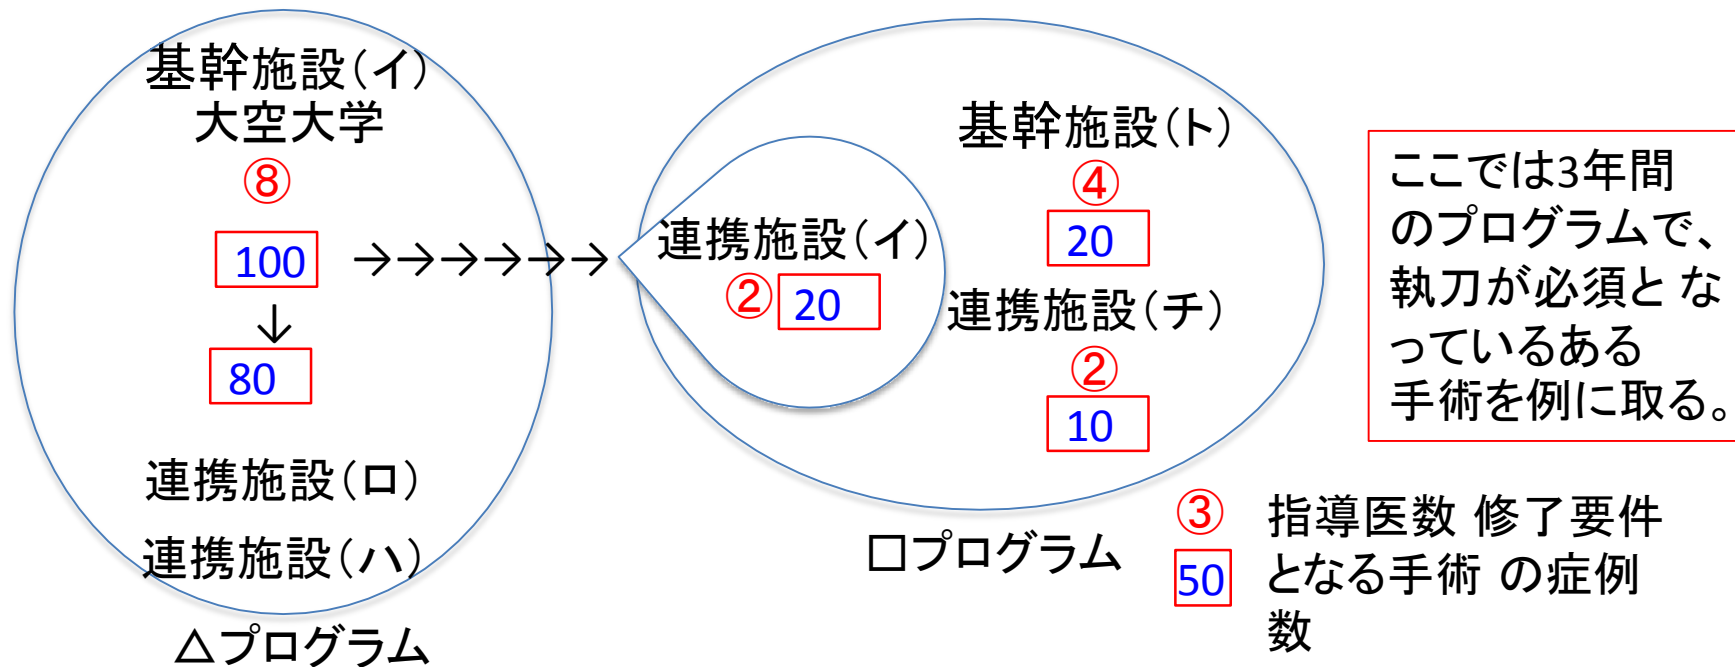 基幹施設(イ)
大空大学
⑧
100
→→→→→→
↓
80
連携施設(ロ)
連携施設(ハ)
△プログラム
連携施設(イ)
② 20
基幹施設(ト)
④
20
連携施設(チ)
②
10
□プログラム
ここでは3年間
のプログラムで、
執刀が必須と な
っているある
手術を例に取る。
③
50
指導医数 修了要件
となる手術 の症例
数